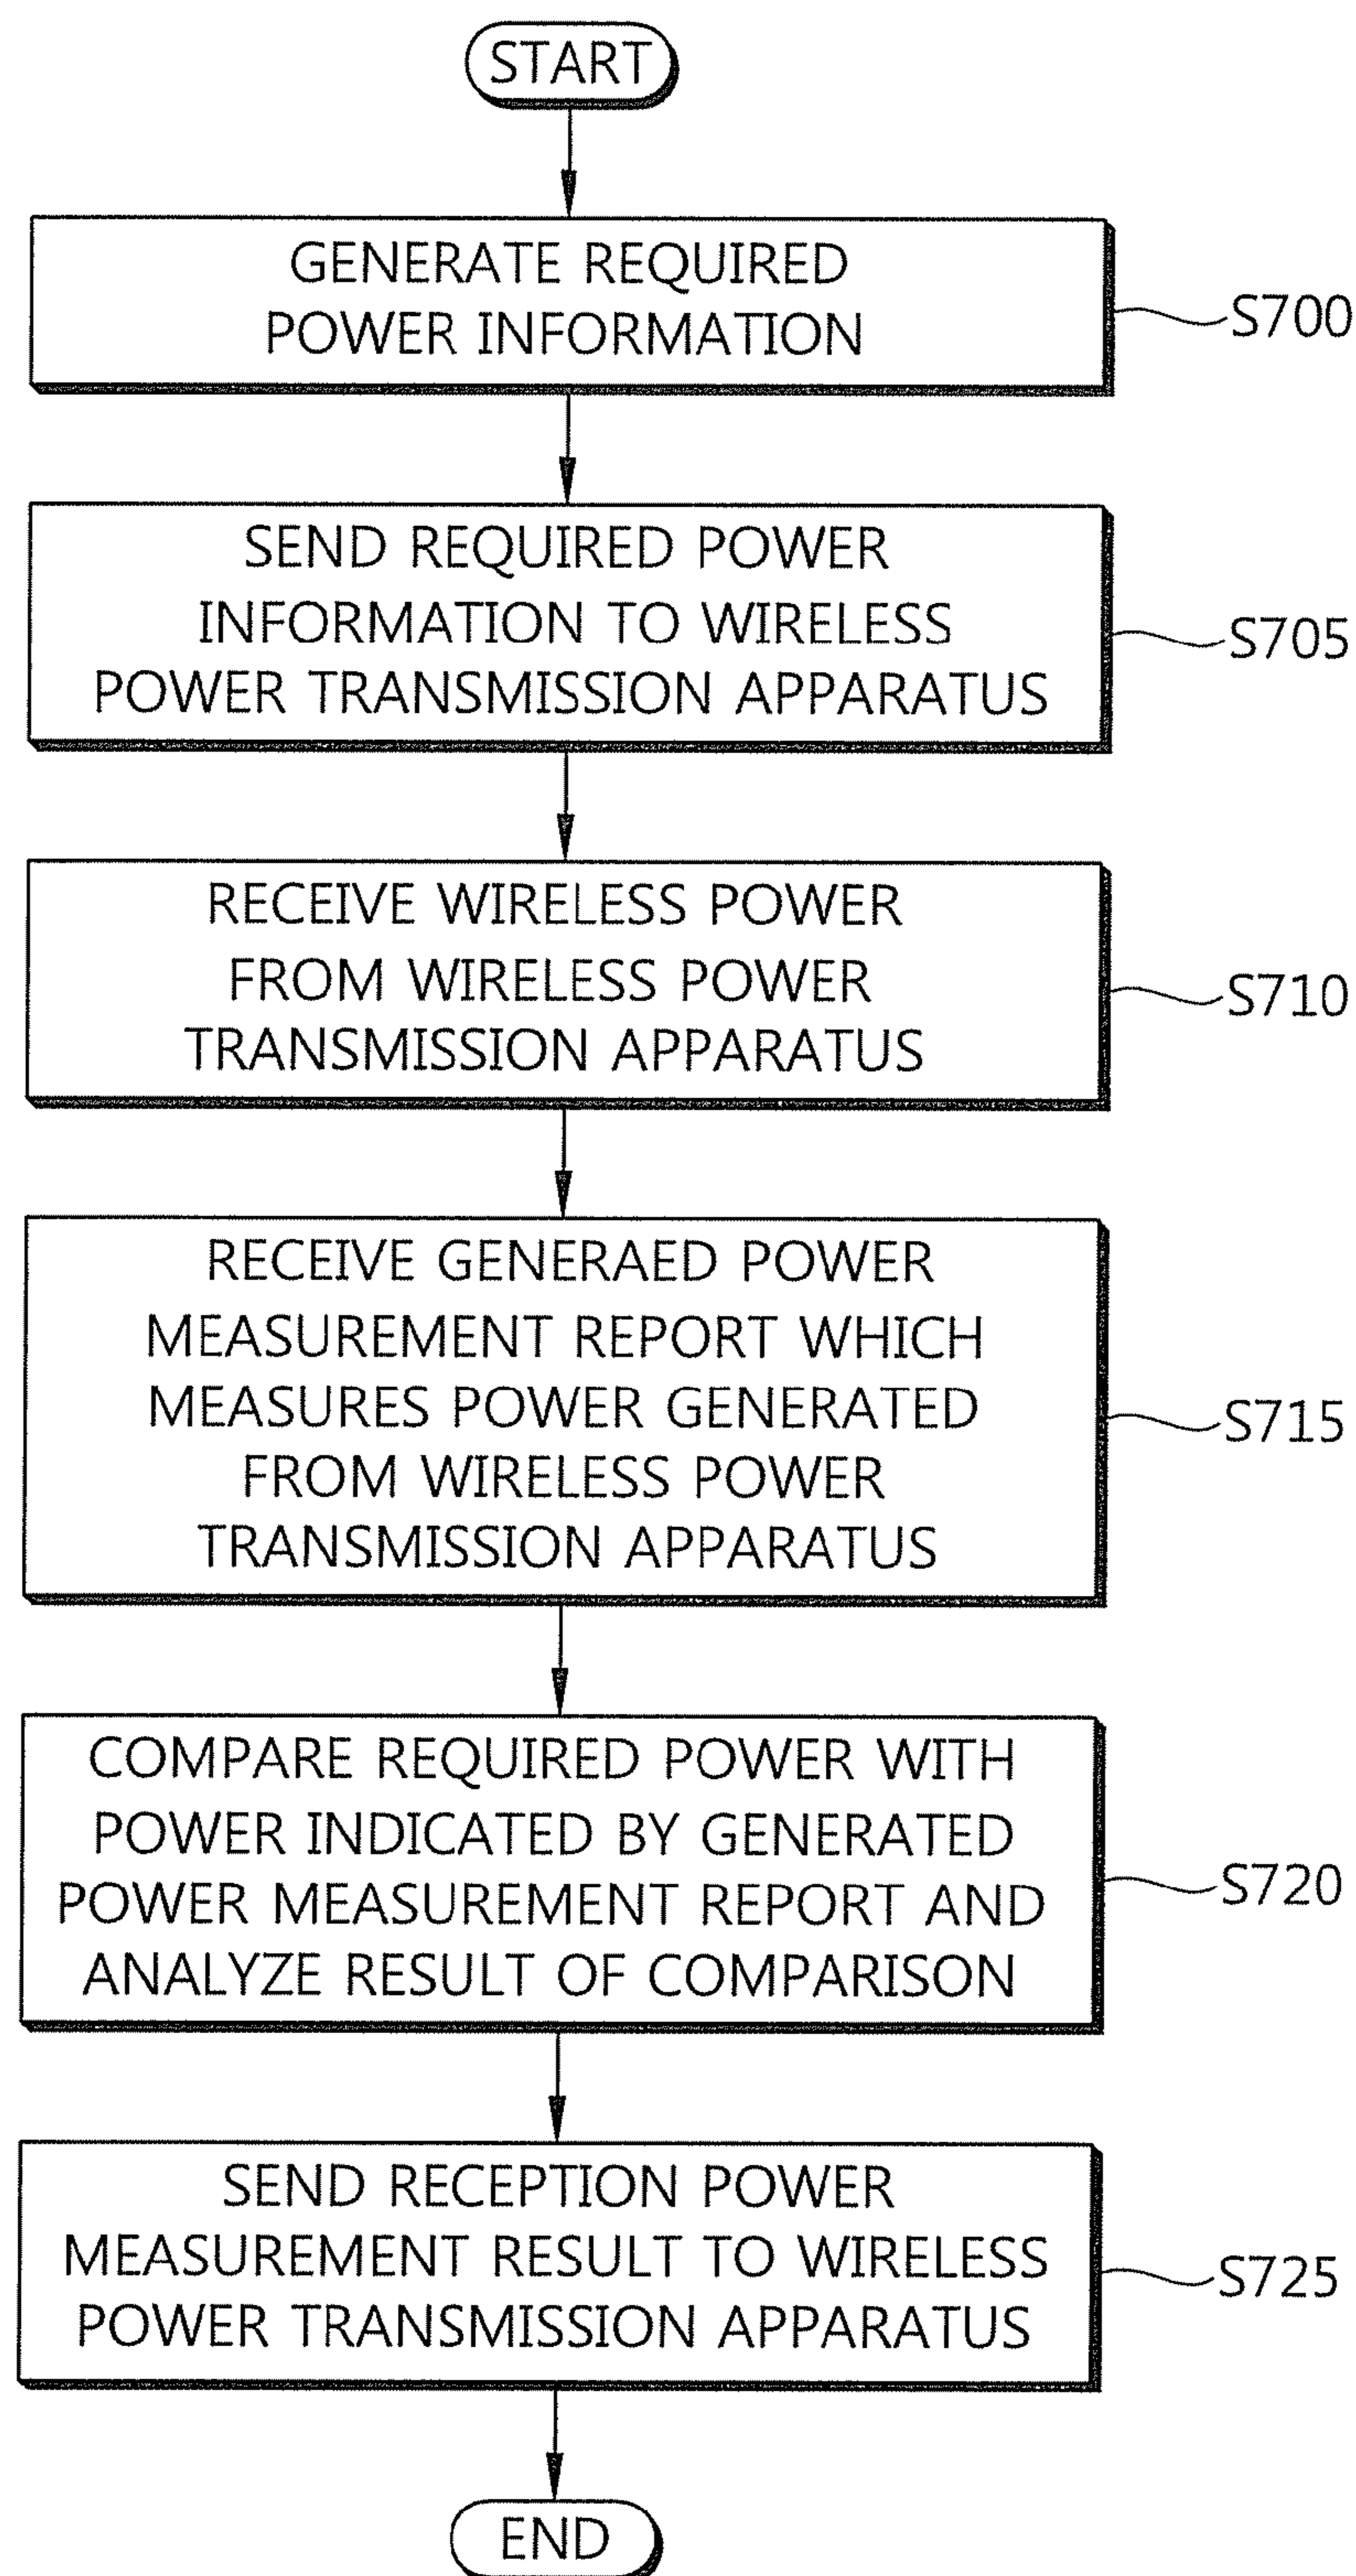 START
GENERATE REQUIRED
POWER INFORMATION
S700
SEND REQUIRED POWER
INFORMATION TO WIRELESS
POWER TRANSMISSION APPARATUS
S705
RECEIVE WIRELESS POWER
FROM WIRELESS POWER
TRANSMISSION APPARATUS
S710
RECEIVE GENERAED POWER
MEASUREMENT REPORT WHICH
MEASURES POWER GENERATED
FROM WIRELESS POWER
TRANSMISSION APPARATUS
S715
COMPARE REQUIRED POWER WITH
POWER INDICATED BY GENERATED
POWER MEASUREMENT REPORT AND
ANALYZE RESULT OF COMPARISON
S720
SEND RECEPTION POWER
MEASUREMENT RESULT TO WIRELESS
POWER TRANSMISSION APPARATUS
S725
END